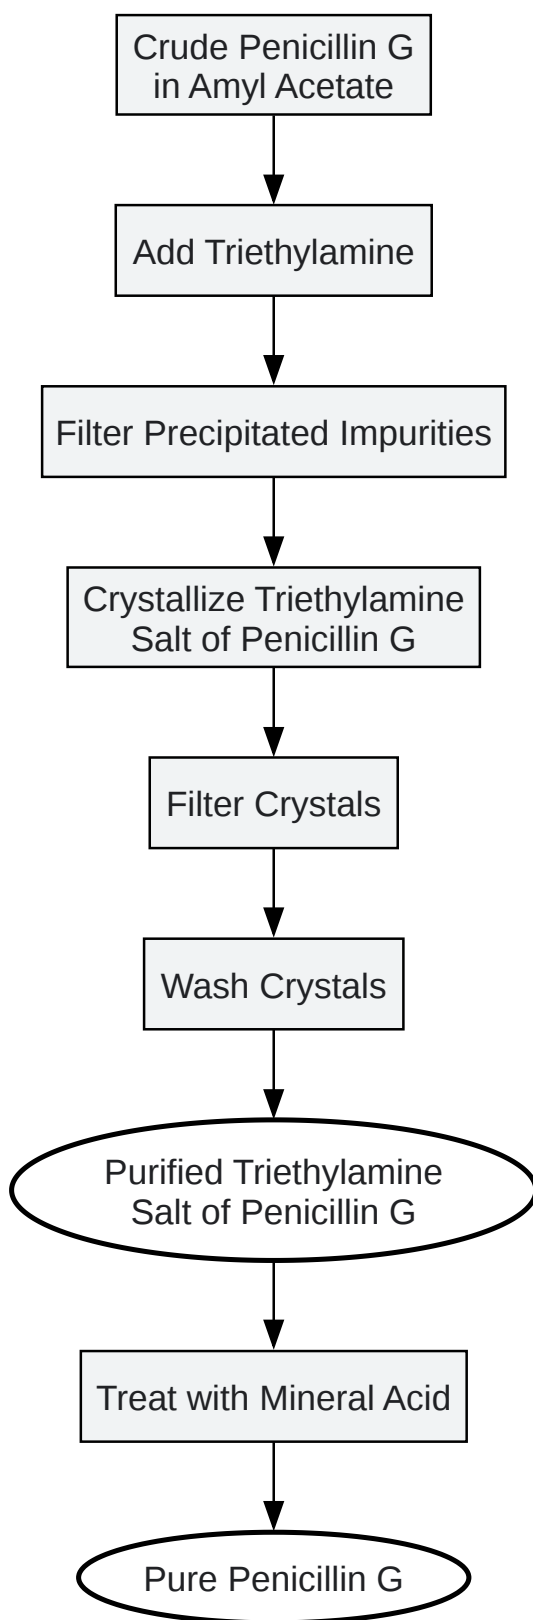 Crude Penicillin G
in Amyl Acetate
Add Triethylamine
Filter Precipitated Impurities
Crystallize Triethylamine
Salt of Penicillin G
Filter Crystals
Wash Crystals
Purified Triethylamine
Salt of Penicillin G
Treat with Mineral Acid
Pure Penicillin G